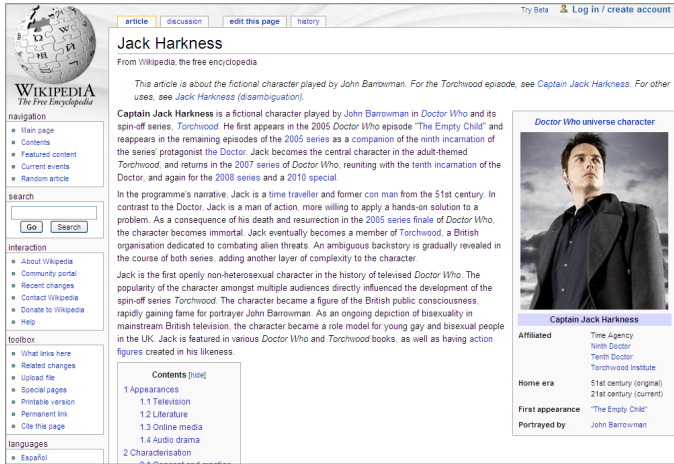 Try Beta Log in / create account
article discussion edit this page history
WIKIPEDIA
The Free Encyclopedia
navigation
Main page
Contents
Featured content
Current events
Random article
search
Go Search
interaction
About Wikipedia
Community portal
Recent changes
Contact Wikipedia
Donate to Wikipedia
Help
toolbox
What links here
Related changes
Upload file
Special pages
Printable version
Permanent link
Cite this page
languages
Español
Jack Harkness
From Wikipedia, the free encyclopedia
This article is about the fictional character played by John Barrowman. For the Torchwood episode, see Captain Jack Harkness. For other
uses, see Jack Harkness (disambiguation).
Captain Jack Harkness is a fictional character played by John Barrowman in Doctor Who and its
spin-off series, Torchwood. He first appears in the 2005 Doctor Who episode "The Empty Child" and
reappears in the remaining episodes of the 2005 series as a companion of the ninth incarnation of
the series' protagonist the Doctor. Jack becomes the central character in the adult-themed
Torchwood, and returns in the 2007 series of Doctor Who, reuniting with the tenth incarnation of the
Doctor, and again for the 2008 series and a 2010 special.
In the programme's narrative, Jack is a time traveller and former con man from the 51st century. In
contrast to the Doctor, Jack is a man of action, more willing to apply a hands-on solution to a
problem. As a consequence of his death and resurrection in the 2005 series finale of Doctor Who,
the character becomes immortal. Jack eventually becomes a member of Torchwood, a British
organisation dedicated to combating alien threats. An ambiguous backstory is gradually revealed in
the course of both series, adding another layer of complexity to the character.
Jack is the first openly non-heterosexual character in the history of televised Doctor Who. The
popularity of the character amongst multiple audiences directly influenced the development of the
spin-off series Torchwood. The character became a figure of the British public consciousness,
rapidly gaining fame for portrayer John Barrowman. As an ongoing depiction of bisexuality in
mainstream British television, the character became a role model for young gay and bisexual people
in the UK. Jack is featured in various Doctor Who and Torchwood books, as well as having action
figures created in his likeness.
Contents [hide]
1 Appearances
1.1 Television
1.2 Literature
1.3 Online media
1.4 Audio drama
2 Characterisation
Doctor Who universe character
Captain Jack Harkness
Affiliated Time Agency
Ninth Doctor
Tenth Doctor
Torchwood Institute
Home era 51st century (original)
21st century (current)
First appearance "The Empty Child"
Portrayed by John Barrowman